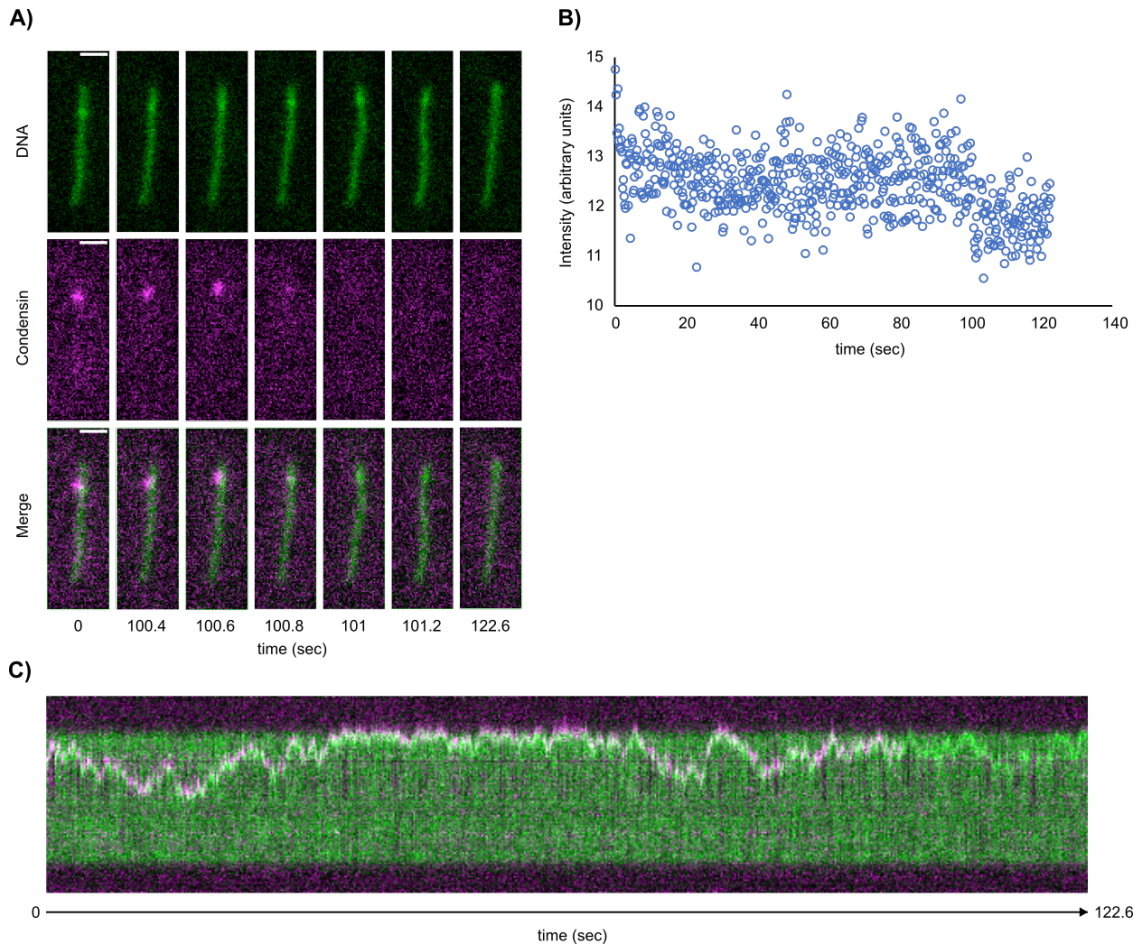 A)
DNA
Condensin
Merge
0 100.4 100.6 100.8 101 101.2 122.6
time (sec)
B)
Intensity (arbitrary units)
15
14
13
12
11
10
0 20 40 60 80 100 120 140
time (sec)
C)
0 122.6
time (sec)